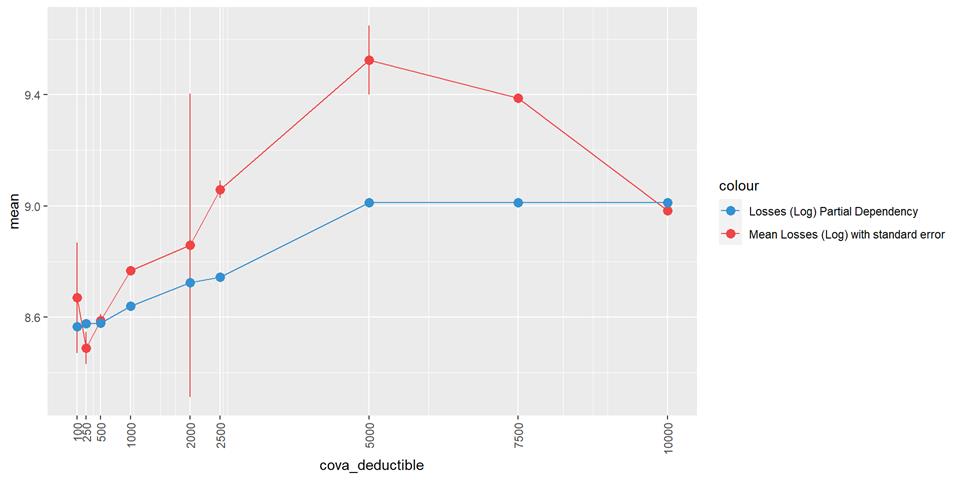 mean
9.4
9.0
8.6
100
250
500
1000
2000
2500
5000
7500
10000
cova_deductible
colour
Losses (Log) Partial Dependency
Mean Losses (Log) with standard error